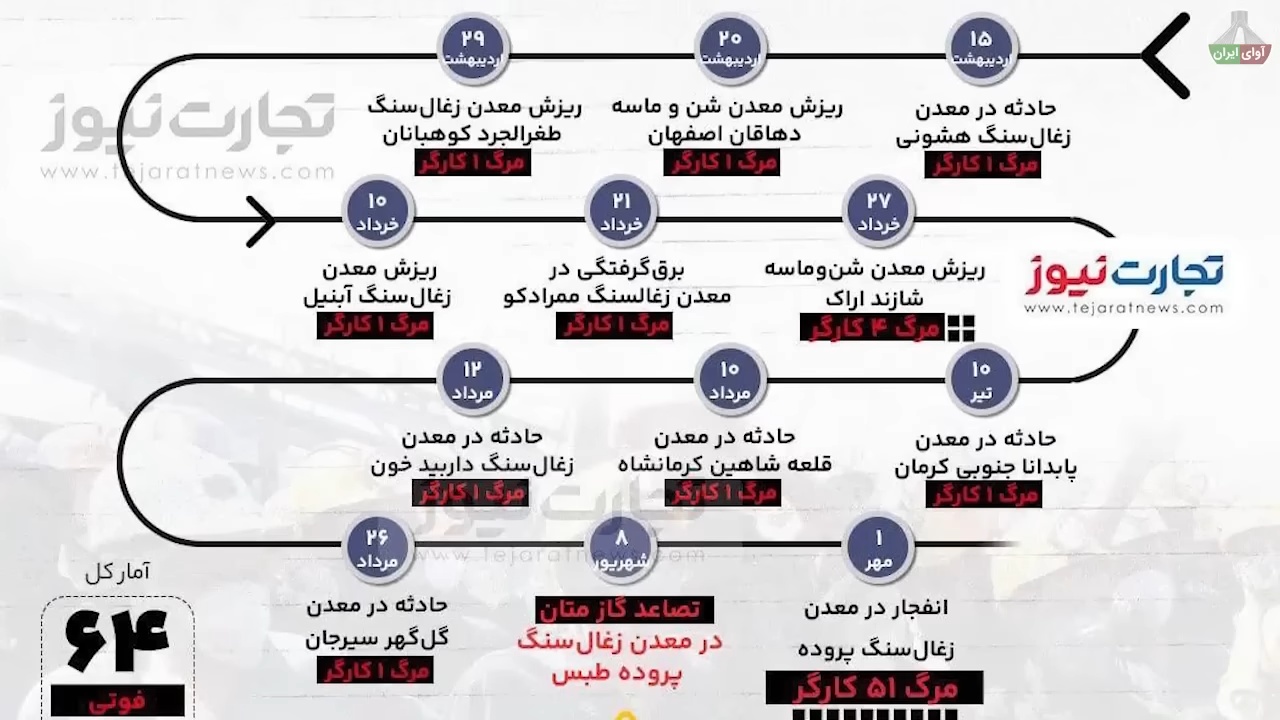 آوای ایران
۱۵
اردیبهشت
حادثه در معدن
زغال‌سنگ هشونی
مرگ ۱ کارگر
۲۰
اردیبهشت
ریزش معدن شن و ماسه
دهاقان اصفهان
مرگ ۱ کارگر
۲۹
اردیبهشت
ریزش معدن زغال‌سنگ
طغرالجرد کوهبانان
مرگ ۱ کارگر
تجارت‌نیوز
www.tejaratnews.com
۱۰
خرداد
ریزش معدن
زغال‌سنگ آبنیل
مرگ ۱ کارگر
۲۱
خرداد
برق‌گرفتگی در
معدن زغالسنگ ممرادکو
مرگ ۱ کارگر
۲۷
خرداد
ریزش معدن شن‌وماسه
شازند اراک
مرگ ۴ کارگر
تجارت‌نیوز
www.tejaratnews.com
۱۰
تیر
حادثه در معدن
پابدانا جنوبی کرمان
مرگ ۱ کارگر
۱۰
مرداد
حادثه در معدن
قلعه شاهین کرمانشاه
مرگ ۱ کارگر
۱۲
مرداد
حادثه در معدن
زغال‌سنگ داربید خون
مرگ ۱ کارگر
تجارت‌نیوز
www.tejaratnews.com
۲۶
مرداد
حادثه در معدن
گل‌گهر سیرجان
مرگ ۱ کارگر
۸
شهریور
تصاعد گاز متان
در معدن زغال‌سنگ
پروده طبس
۱
مهر
انفجار در معدن
زغال‌سنگ پروده
مرگ ۵۱ کارگر
آمار کل
۶۴
فوتی